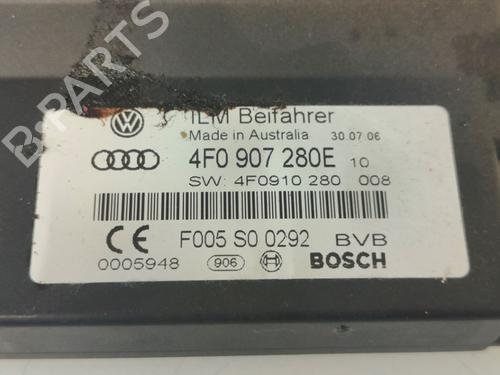 ILM Beifahrer
Made in Australia 30.07.06
4F0 907 280E 10
SW: 4F0910 280 008
CE F005 S0 0292 BVB
0005948 906 BOSCH
B-PARTS